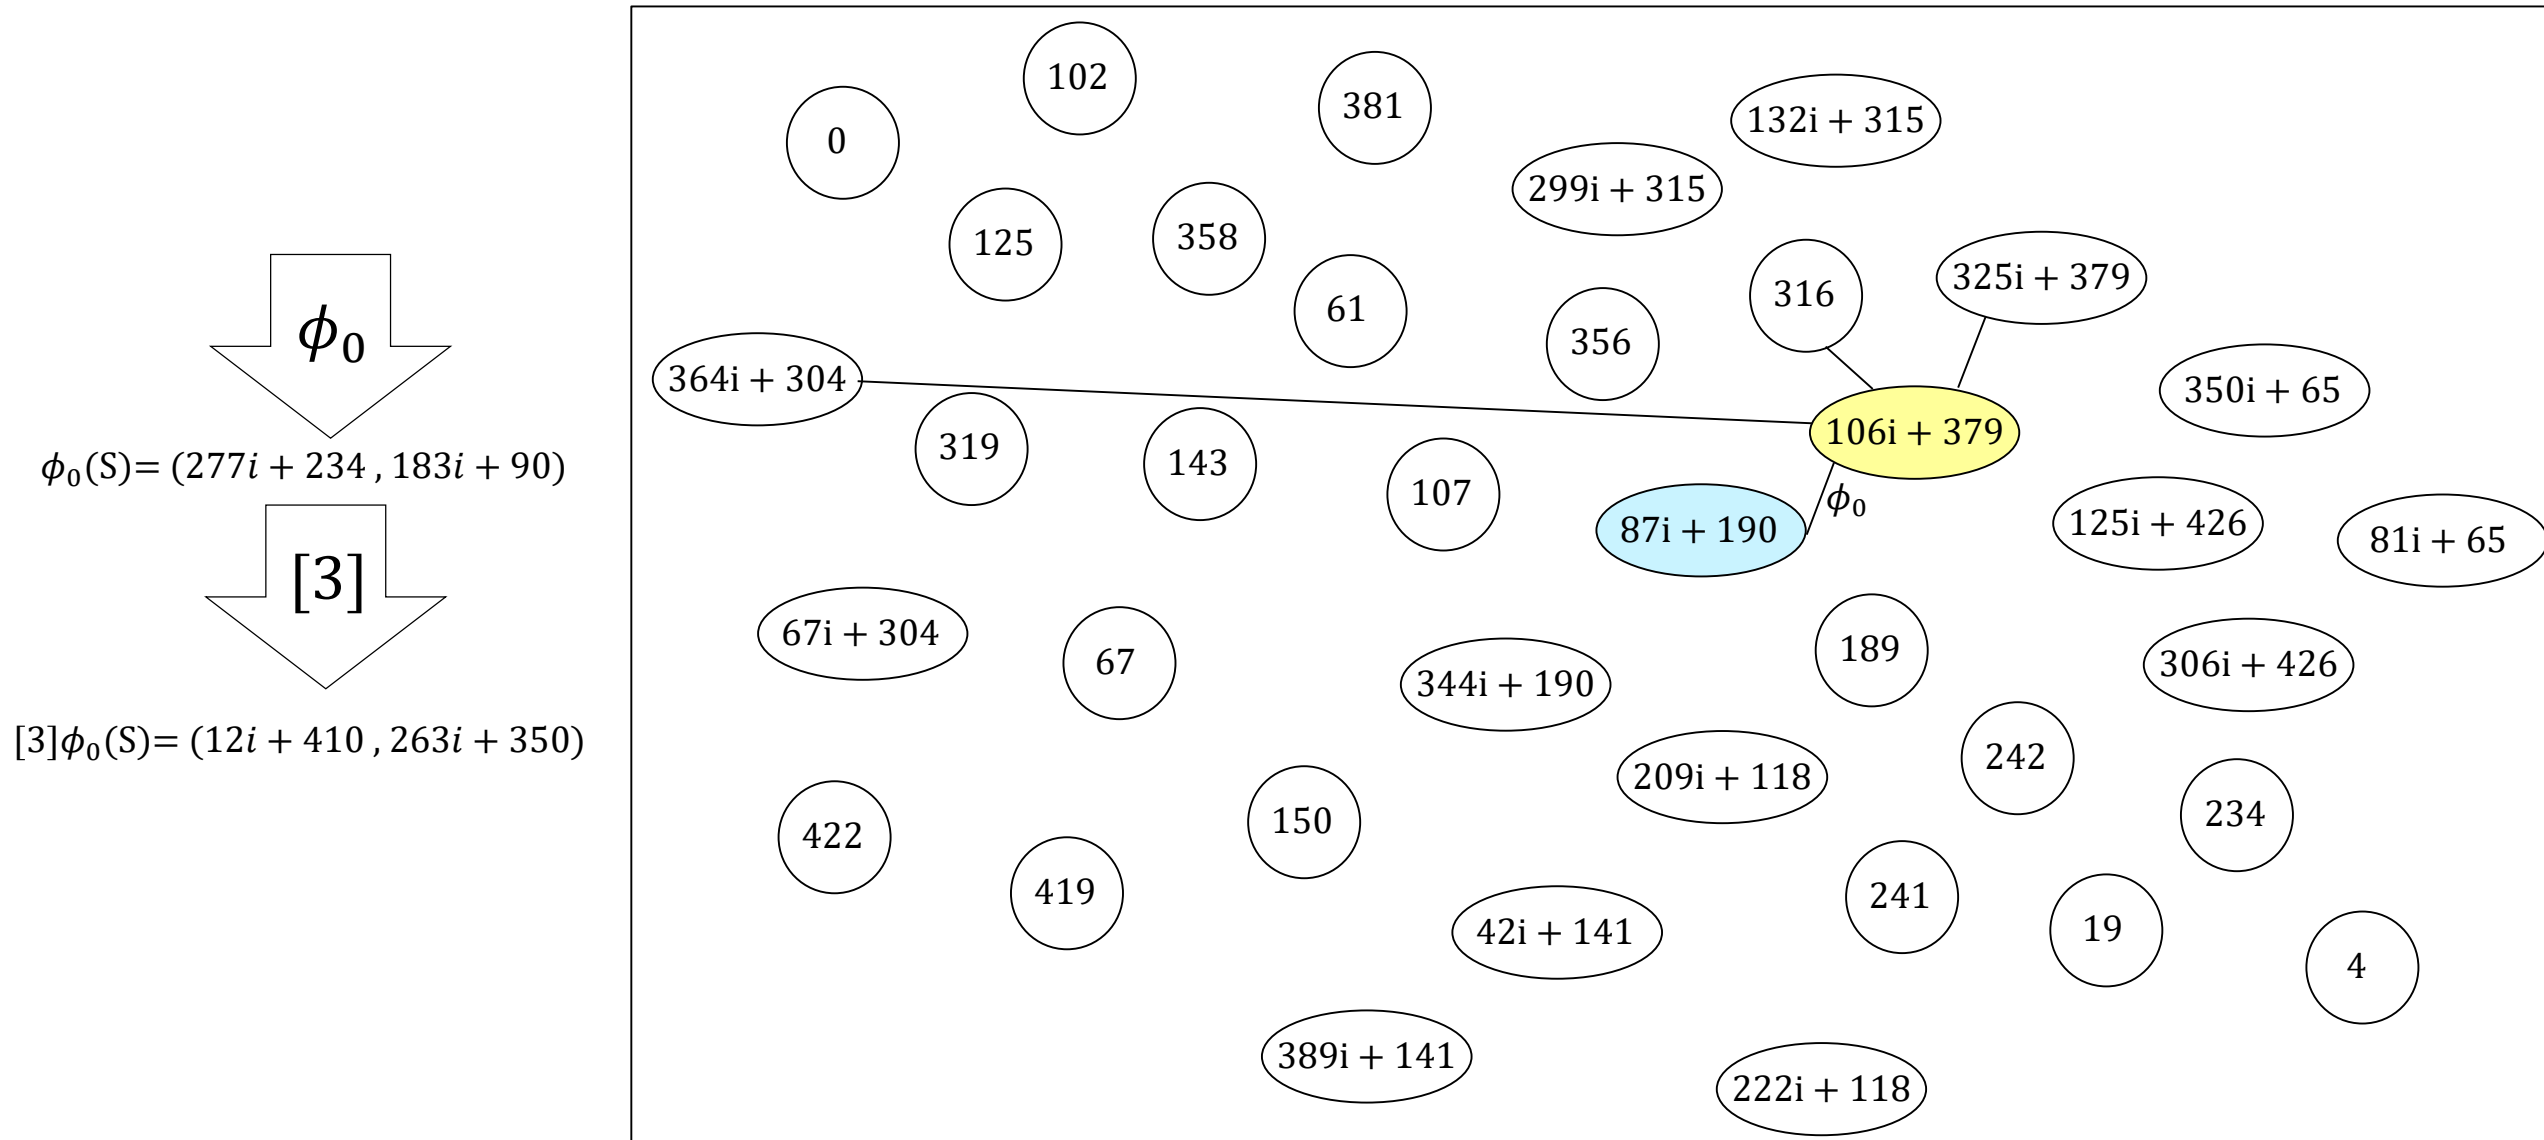 ϕ₀
ϕ₀(S)= (277i + 234 , 183i + 90)
[3]
[3]ϕ₀(S)= (12i + 410 , 263i + 350)
102
381
0
132i + 315
299i + 315
125
358
61
316
325i + 379
356
364i + 304
350i + 65
319
143
106i + 379
107
ϕ₀
87i + 190
125i + 426
81i + 65
67i + 304
67
344i + 190
189
306i + 426
209i + 118
242
422
150
234
419
42i + 141
241
19
4
389i + 141
222i + 118